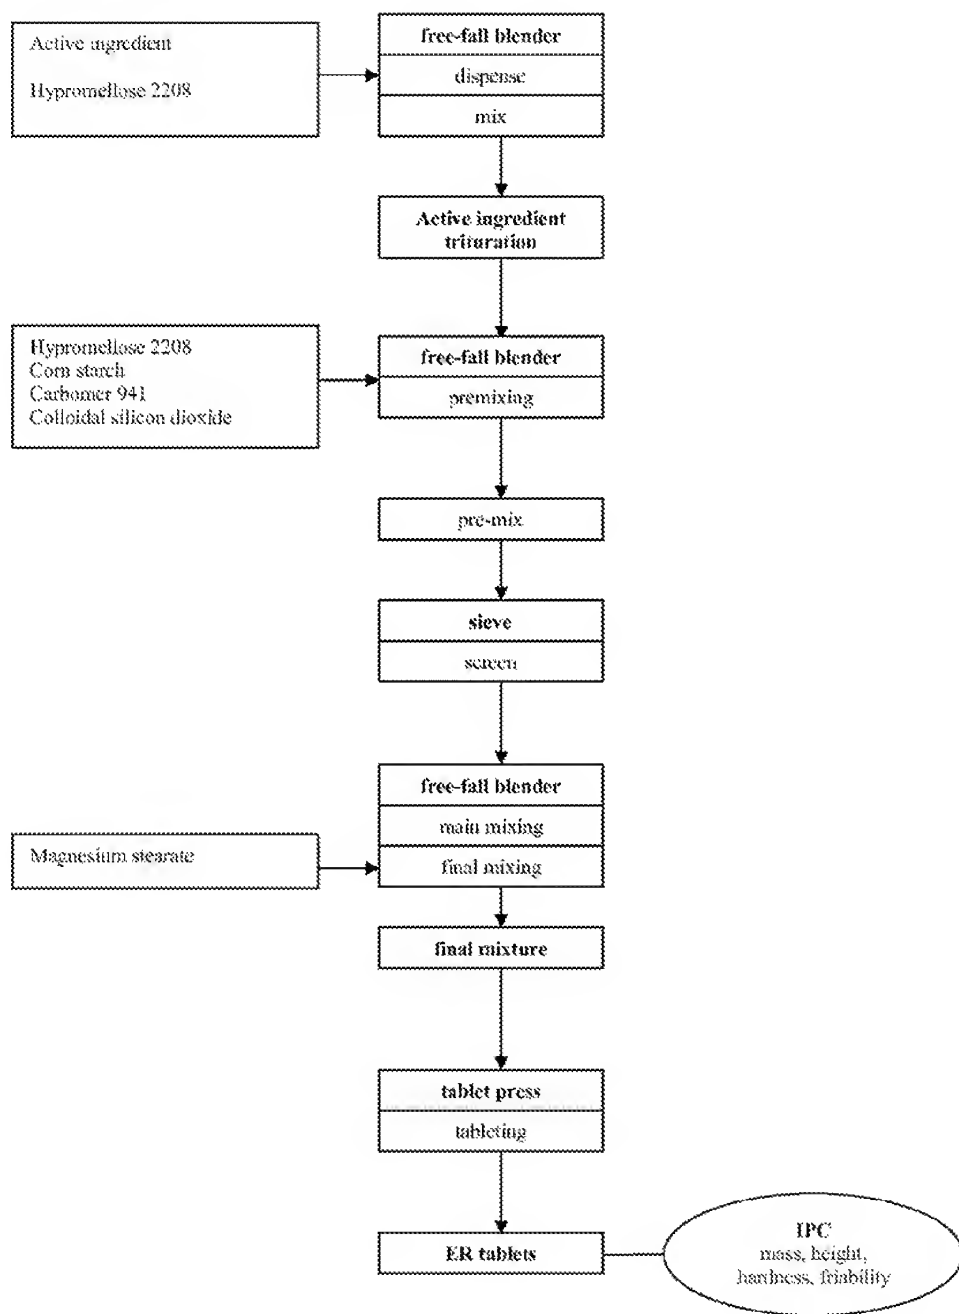 Active ingredient
Hypromellose 2208
free-fall blender
dispense
mix
Active ingredient
trituration
Hypromellose 2208
Corn starch
Carbomer 941
Colloidal silicon dioxide
free-fall blender
premixing
pre-mix
sieve
screen
free-fall blender
main mixing
Magnesium stearate
final mixing
final mixture
tablet press
tableting
ER tablets
IPC
mass, height,
hardness, friability